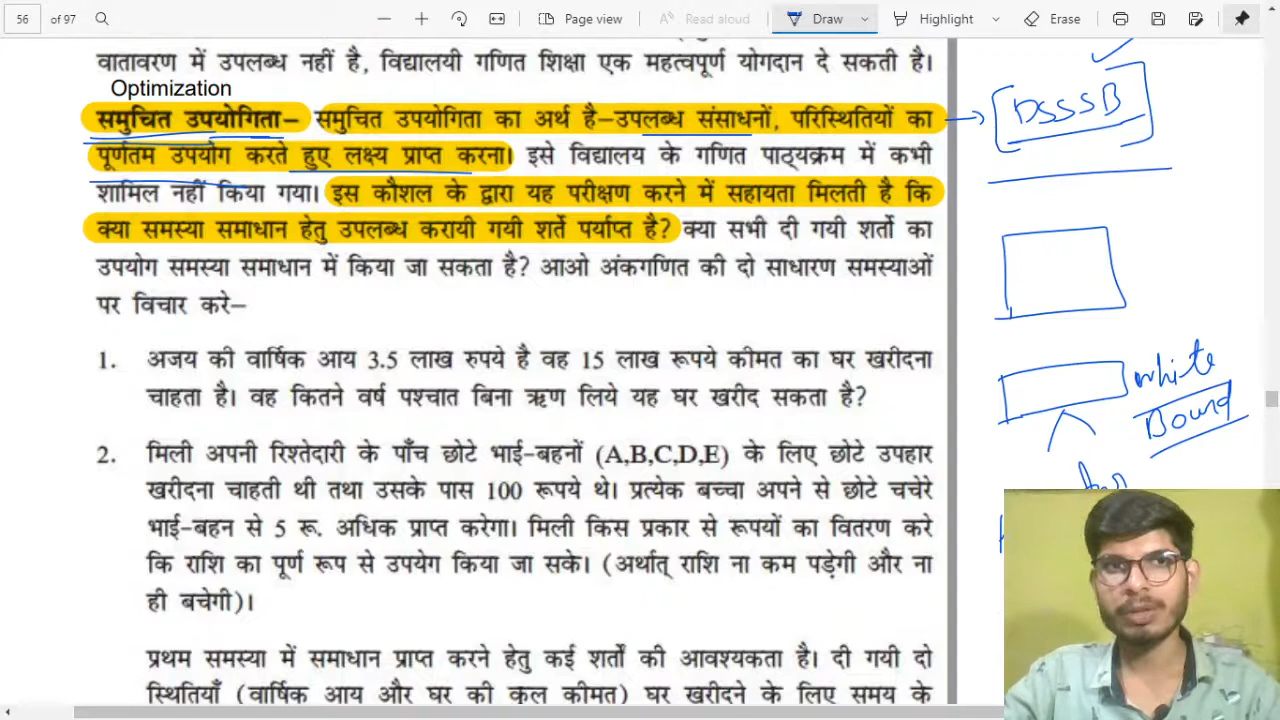 56 of 97
Page view
Read aloud
Draw
Highlight
Erase
वातावरण में उपलब्ध नहीं है, विद्यालयी गणित शिक्षा एक महत्वपूर्ण योगदान दे सकती है।
Optimization
समुचित उपयोगिता– समुचित उपयोगिता का अर्थ है–उपलब्ध संसाधनों, परिस्थितियों का
पूर्णतम उपयोग करते हुए लक्ष्य प्राप्त करना। इसे विद्यालय के गणित पाठ्यक्रम में कभी
शामिल नहीं किया गया। इस कौशल के द्वारा यह परीक्षण करने में सहायता मिलती है कि
क्या समस्या समाधान हेतु उपलब्ध करायी गयी शर्ते पर्याप्त है? क्या सभी दी गयी शर्तो का
उपयोग समस्या समाधान में किया जा सकता है? आओ अंकगणित की दो साधारण समस्याओं
पर विचार करे–
1. अजय की वार्षिक आय 3.5 लाख रुपये है वह 15 लाख रूपये कीमत का घर खरीदना
चाहता है। वह कितने वर्ष पश्चात बिना ऋण लिये यह घर खरीद सकता है?
2. मिली अपनी रिश्तेदारी के पाँच छोटे भाई-बहनों (A,B,C,D,E) के लिए छोटे उपहार
खरीदना चाहती थी तथा उसके पास 100 रूपये थे। प्रत्येक बच्चा अपने से छोटे चचेरे
भाई-बहन से 5 रू. अधिक प्राप्त करेगा। मिली किस प्रकार से रूपयों का वितरण करे
कि राशि का पूर्ण रूप से उपयेग किया जा सके। (अर्थात् राशि ना कम पड़ेगी और ना
ही बचेगी)।
प्रथम समस्या में समाधान प्राप्त करने हेतु कई शर्तों की आवश्यकता है। दी गयी दो
स्थितियाँ (वार्षिक आय और घर की कुल कीमत) घर खरीदने के लिए समय के
DSSSB
white
Bourd